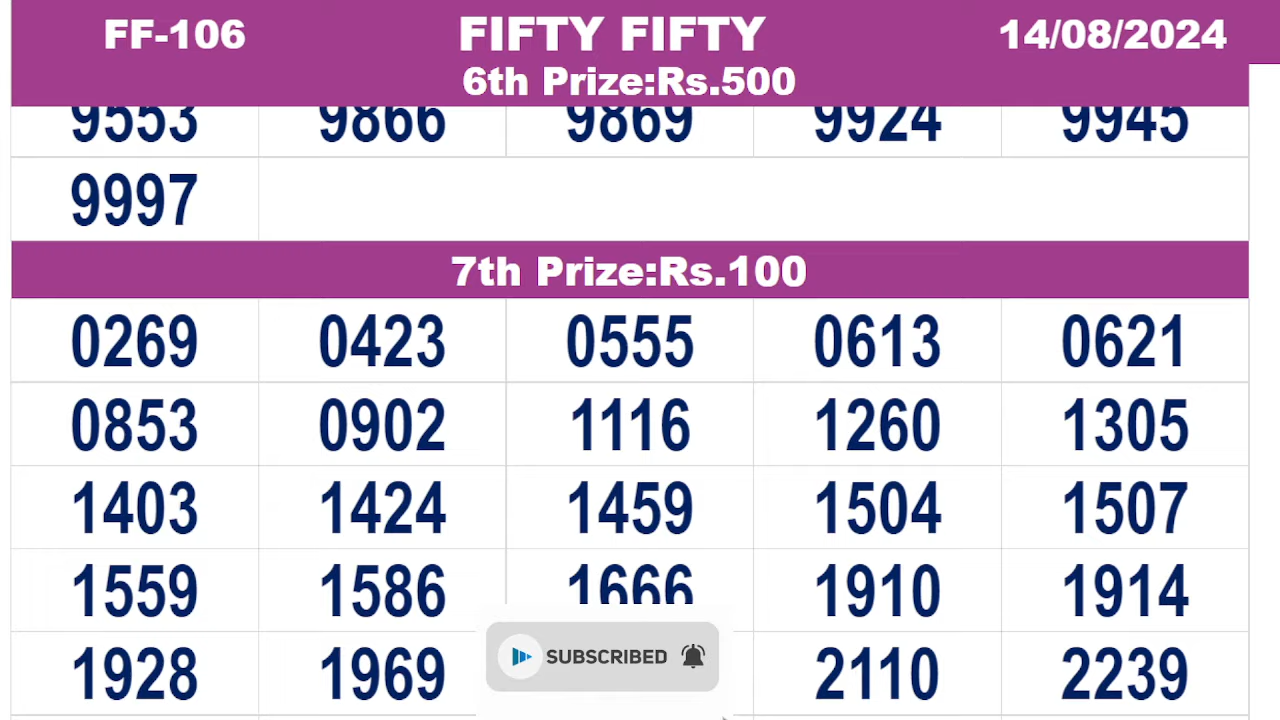 FF-106 FIFTY FIFTY 14/08/2024
6th Prize:Rs.500
9553 9866 9869 9924 9945
9997
7th Prize:Rs.100
0269 0423 0555 0613 0621
0853 0902 1116 1260 1305
1403 1424 1459 1504 1507
1559 1586 1666 1910 1914
1928 1969 2110 2239
SUBSCRIBED